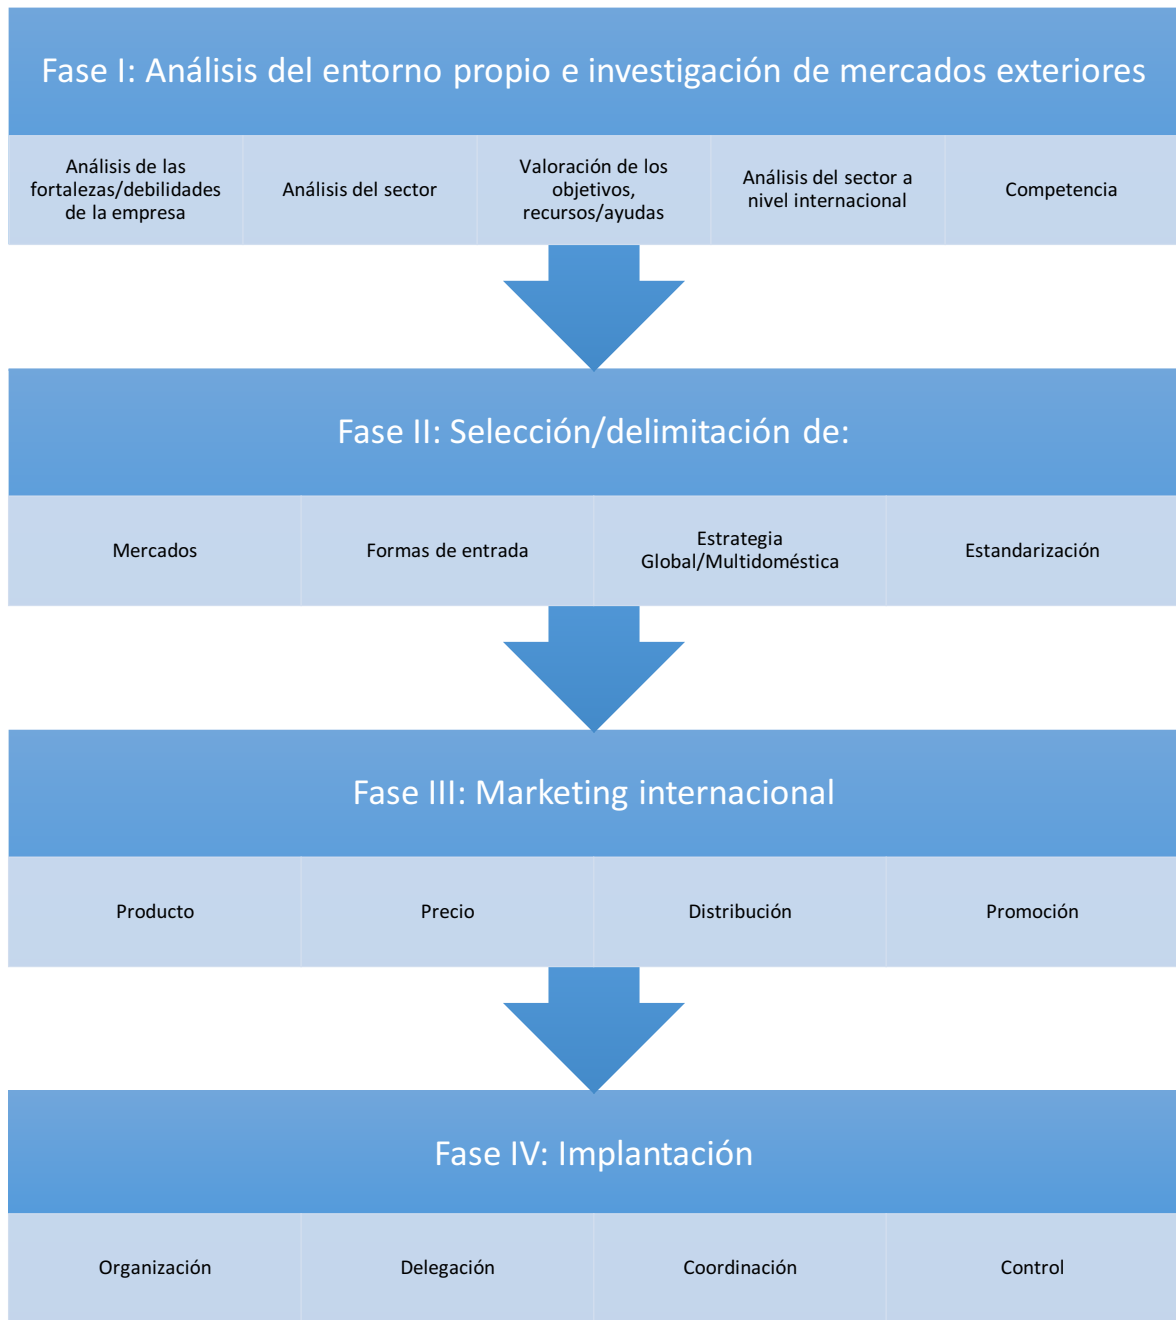 Fase I: Análisis del entorno propio e investigación de mercados exteriores
Análisis de las
fortalezas/debilidades
de la empresa
Análisis del sector
Valoración de los
objetivos,
recursos/ayudas
Análisis del sector a
nivel internacional
Competencia
Fase II: Selección/delimitación de:
Mercados
Formas de entrada
Estrategia
Global/Multidoméstica
Estandarización
Fase III: Marketing internacional
Producto
Precio
Distribución
Promoción
Fase IV: Implantación
Organización
Delegación
Coordinación
Control